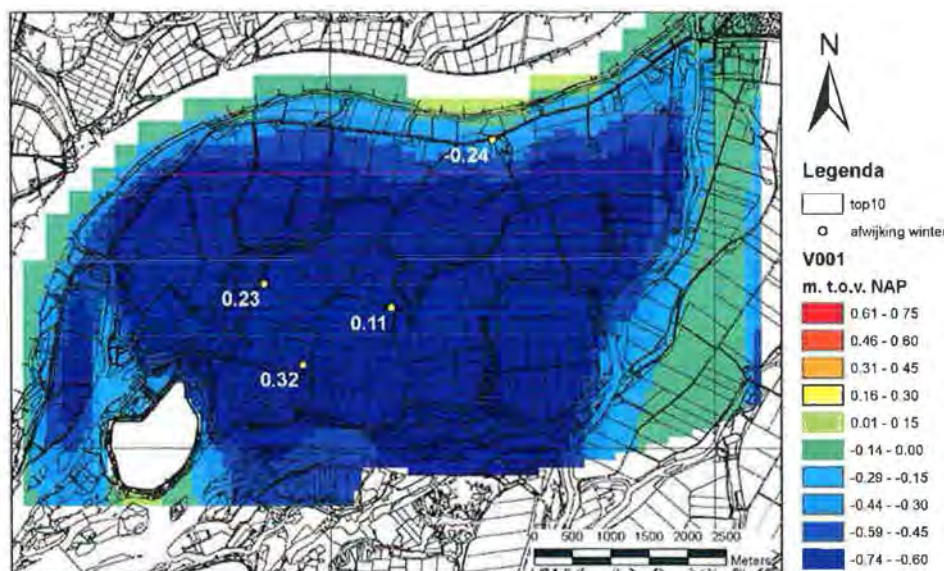 N
-0.24
0.23
0.11
0.32
0 500 1000 1500 2000 2500
Meters
Legenda
top10
afwijking winter
V001
m. t.o.v. NAP
0.61 - 0.75
0.46 - 0.60
0.31 - 0.45
0.16 - 0.30
0.01 - 0.15
-0.14 - 0.00
-0.29 - -0.15
-0.44 - -0.30
-0.59 - -0.45
-0.74 - -0.60